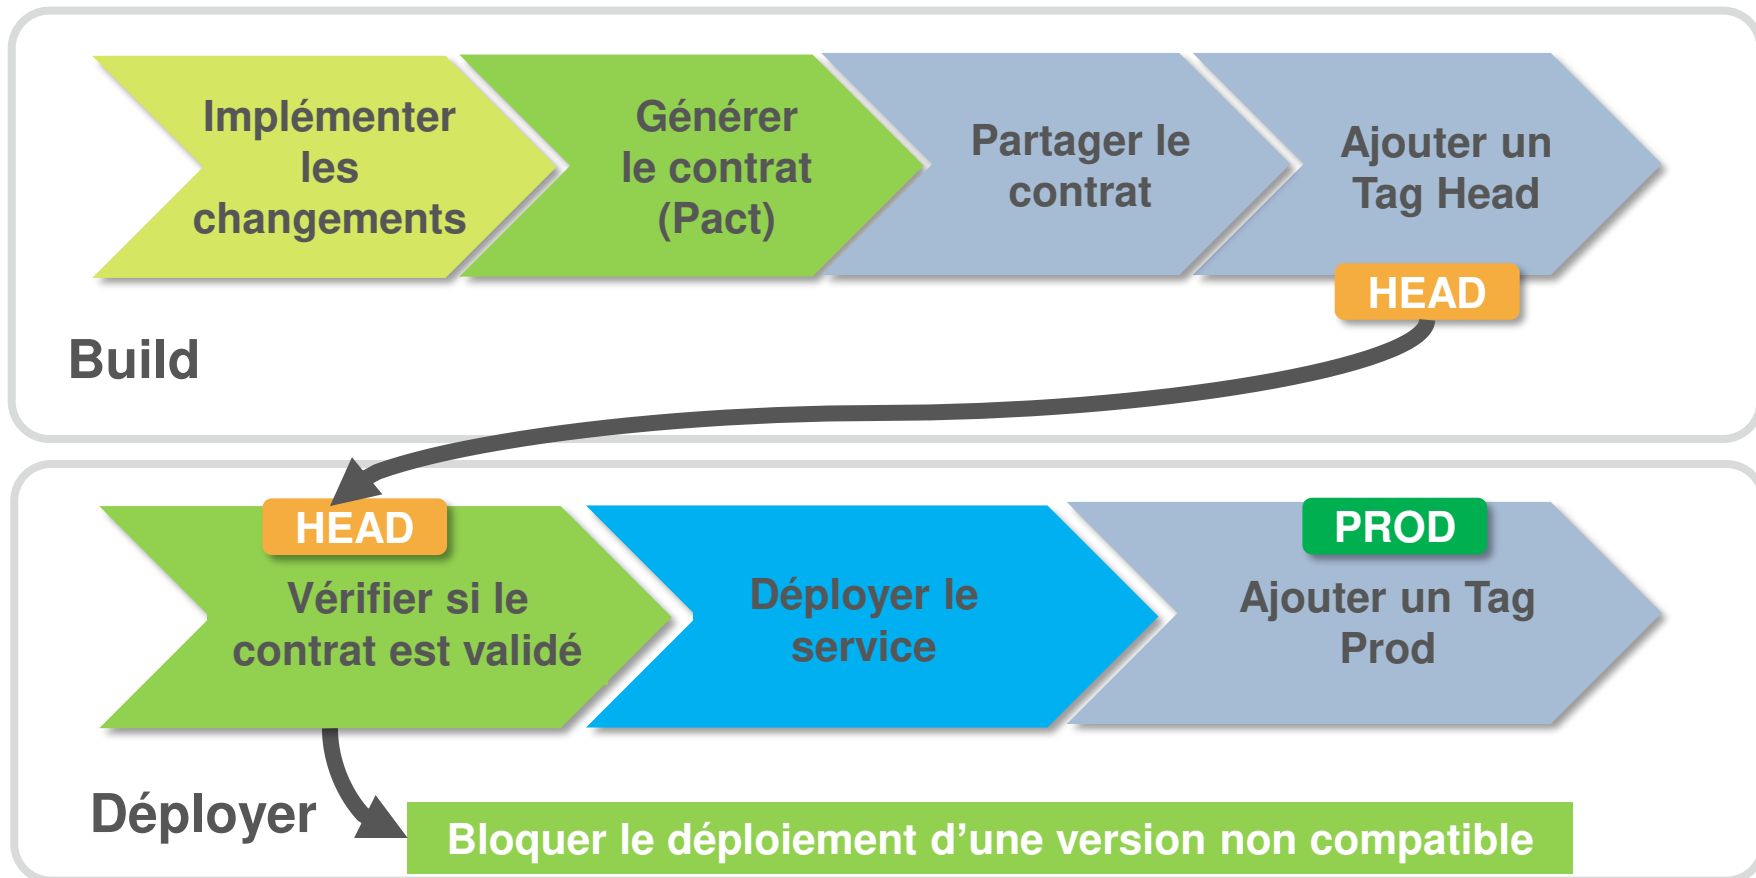 Implémenter
les
changements
Générer
le contrat
(Pact)
Partager le
contrat
Ajouter un
Tag Head
HEAD
Build
HEAD
Vérifier si le
contrat est validé
Déployer le
service
PROD
Ajouter un Tag
Prod
Déployer
Bloquer le déploiement d’une version non compatible